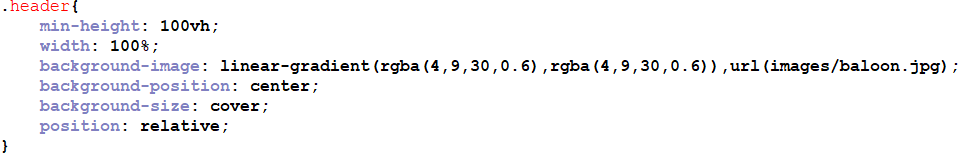 .header{
    min-height: 100vh;
    width: 100%;
    background-image: linear-gradient(rgba(4,9,30,0.6),rgba(4,9,30,0.6)),url(images/baloon.jpg);
    background-position: center;
    background-size: cover;
    position: relative;
}